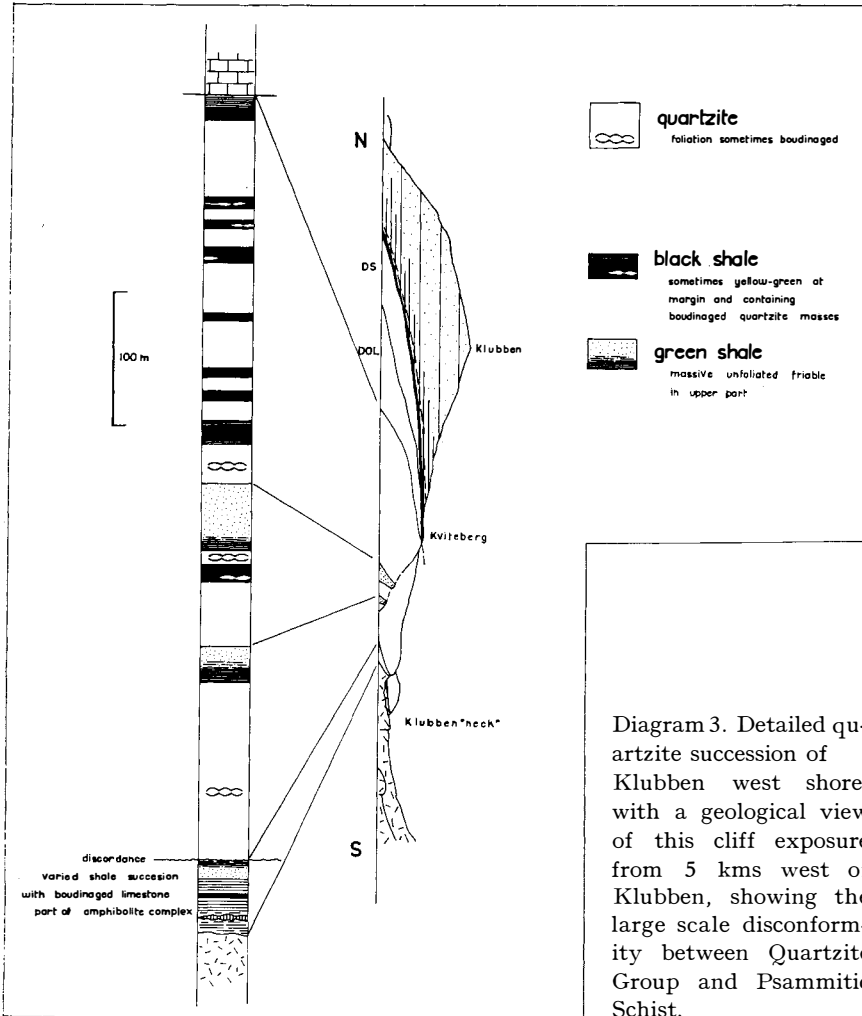 N
DS
DOL
Klubben
Kviteberg
Klubben "neck"
S
100 m
discordance
varied shale succesion
with boudinaged limestone
part of amphibolite complex
quartzite
foliation sometimes boudinaged
black shale
sometimes yellow-green at
margin and containing
boudinaged quartzite masses
green shale
massive unfoliated friable
in upper part
Diagram 3. Detailed qu-
artzite succession of
Klubben west shore
with a geological view
of this cliff exposure
from 5 kms west of
Klubben, showing the
large scale disconform-
ity between Quartzite
Group and Psammitic
Schist.